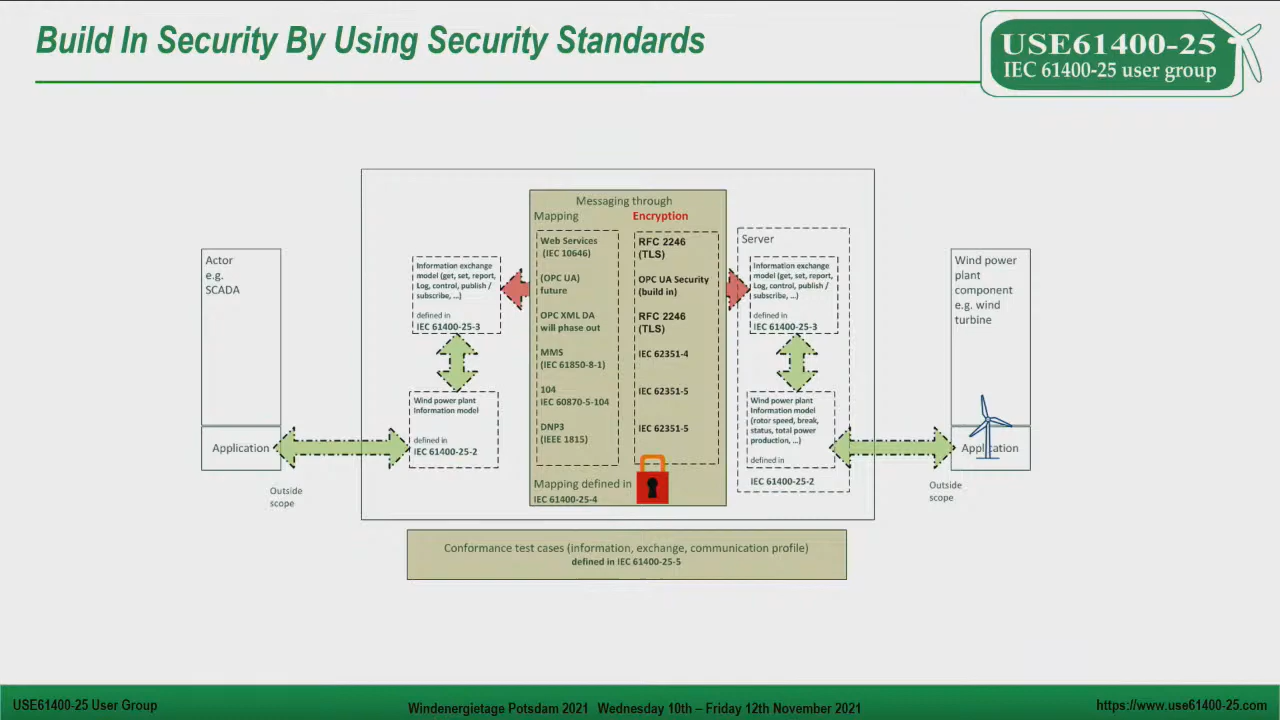 Build In Security By Using Security Standards
USE61400-25
IEC 61400-25 user group
Actor
e.g.
SCADA
Application
Outside
scope
Information exchange
model (get, set, report,
Log, control, publish /
subscribe, ...)
defined in
IEC 61400-25-3
Wind power plant
Information model
defined in
IEC 61400-25-2
Messaging through
Mapping
Encryption
Web Services
(IEC 10646)
(OPC UA)
future
OPC XML DA
will phase out
MMS
(IEC 61850-8-1)
104
IEC 60870-5-104
DNP3
(IEEE 1815)
RFC 2246
(TLS)
OPC UA Security
(build in)
RFC 2246
(TLS)
IEC 62351-4
IEC 62351-5
IEC 62351-5
Mapping defined in
IEC 61400-25-4
Server
Information exchange
model (get, set, report,
Log, control, publish /
subscribe, ...)
defined in
IEC 61400-25-3
Wind power plant
Information model
(rotor speed, break,
status, total power
production, ...)
defined in
IEC 61400-25-2
Wind power
plant
component
e.g. wind
turbine
Application
Outside
scope
Conformance test cases (information, exchange, communication profile)
defined in IEC 61400-25-5
USE61400-25 User Group
Windenergietage Potsdam 2021 Wednesday 10th – Friday 12th November 2021
https://www.use61400-25.com